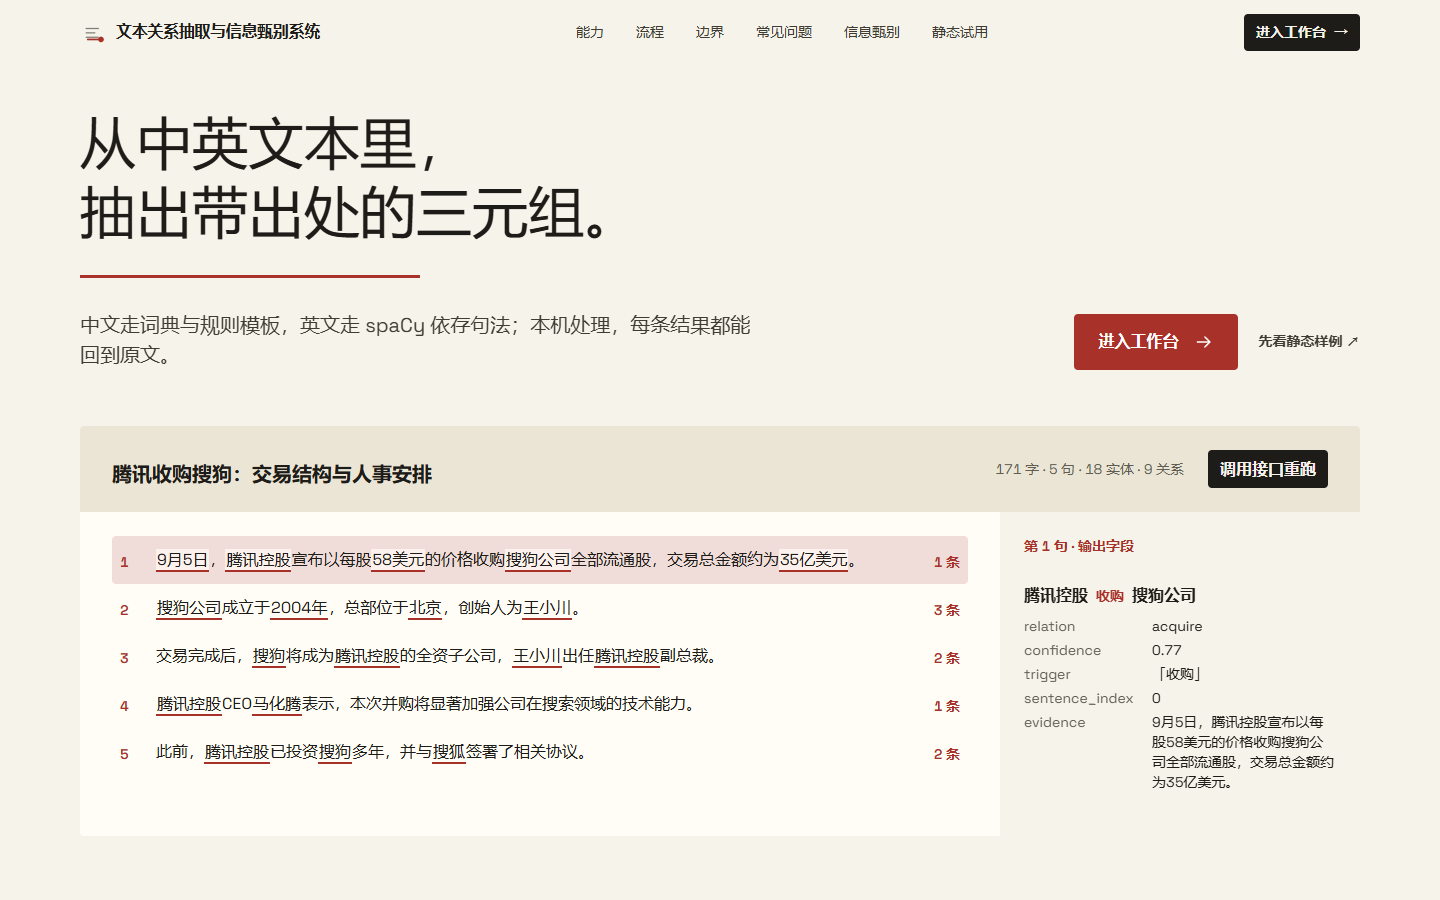 文本关系抽取与信息甄别系统
能力 流程 边界 常见问题 信息甄别 静态试用
进入工作台 →
从中英文本里，
抽出带出处的三元组。
中文走词典与规则模板，英文走 spaCy 依存句法；本机处理，每条结果都能
回到原文。
进入工作台 →
先看静态样例 ↗
腾讯收购搜狗：交易结构与人事安排
171 字 · 5 句 · 18 实体 · 9 关系
调用接口重跑
1 9月5日，腾讯控股宣布以每股58美元的价格收购搜狗公司全部流通股，交易总金额约为35亿美元。 1 条
2 搜狗公司成立于2004年，总部位于北京，创始人为王小川。 3 条
3 交易完成后，搜狗将成为腾讯控股的全资子公司，王小川出任腾讯控股副总裁。 2 条
4 腾讯控股CEO马化腾表示，本次并购将显著加强公司在搜索领域的技术能力。 1 条
5 此前，腾讯控股已投资搜狗多年，并与搜狐签署了相关协议。 2 条
第 1 句 · 输出字段
腾讯控股 收购 搜狗公司
relation acquire
confidence 0.77
trigger 「收购」
sentence_index 0
evidence 9月5日，腾讯控股宣布以每
股58美元的价格收购搜狗公
司全部流通股，交易总金额约
为35亿美元。